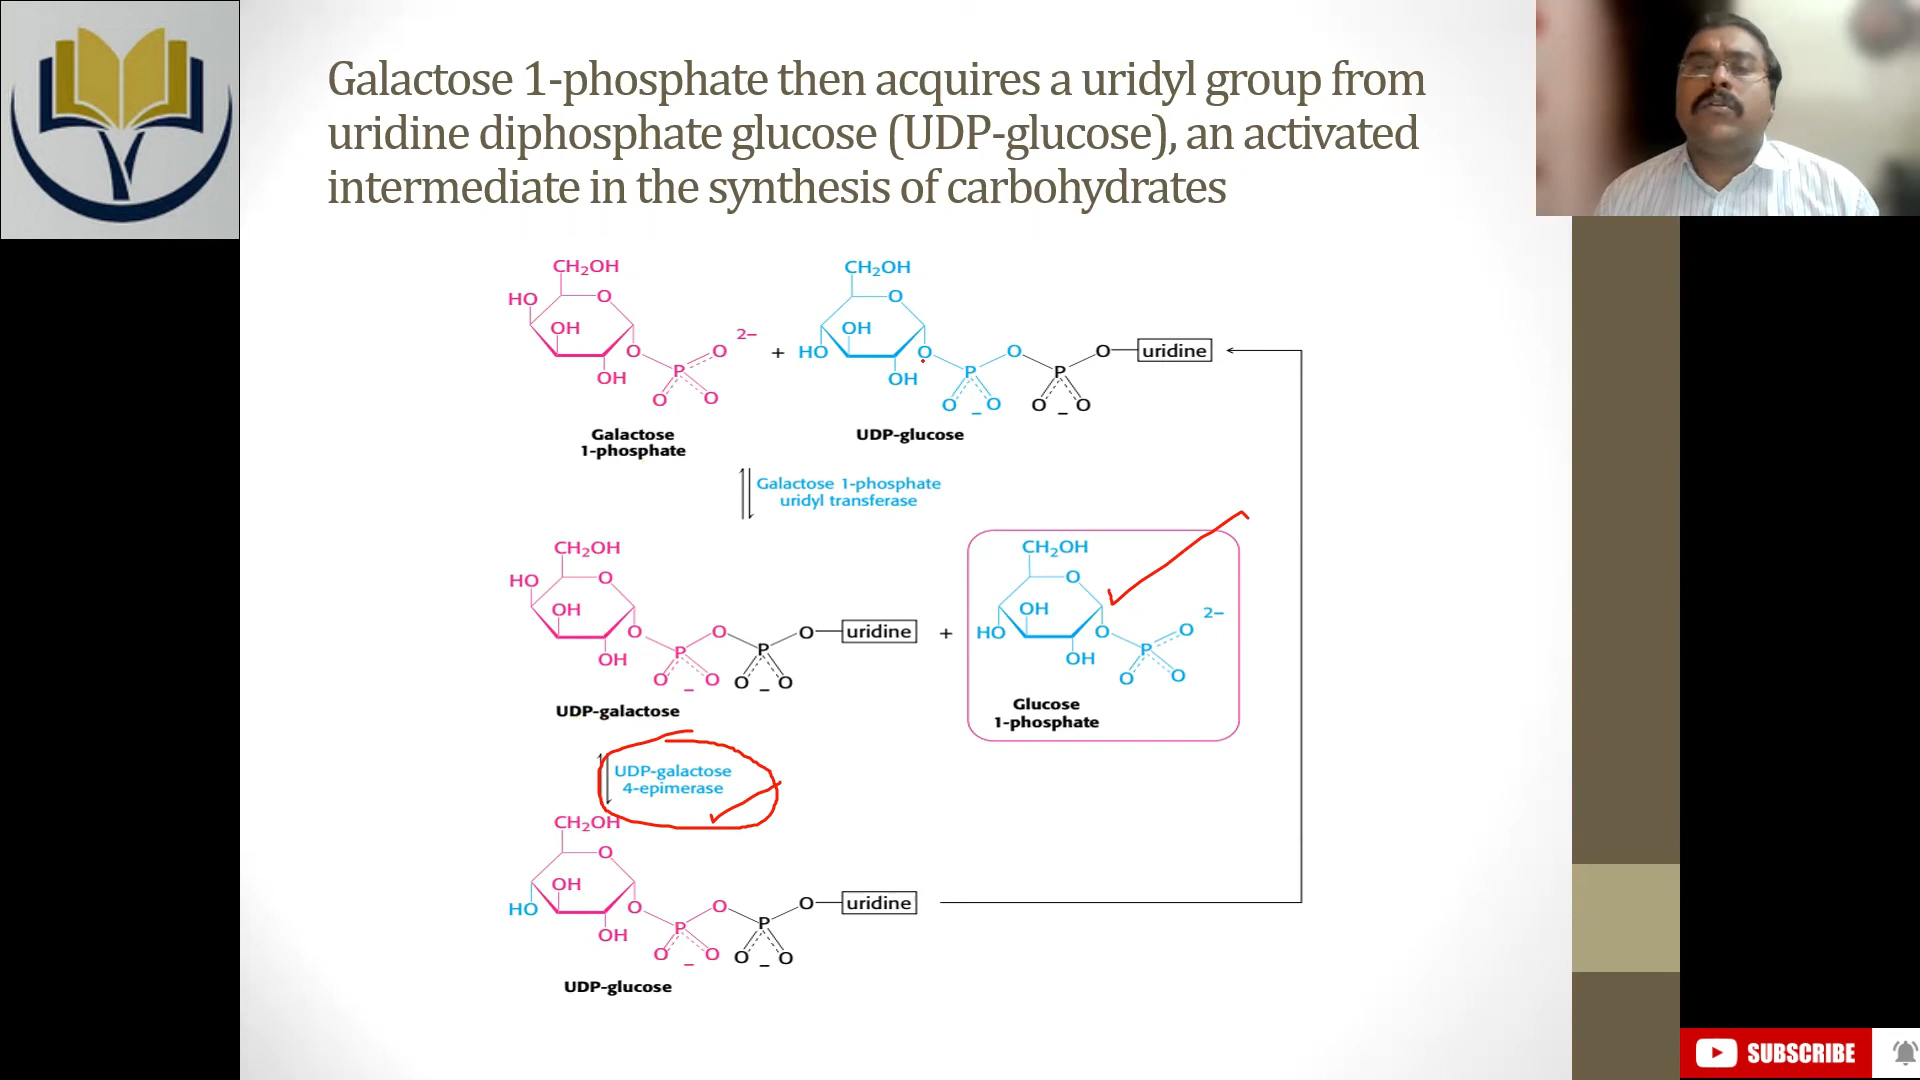 Galactose 1-phosphate then acquires a uridyl group from
uridine diphosphate glucose (UDP-glucose), an activated
intermediate in the synthesis of carbohydrates
CH₂OH
HO
O
OH
OH
O
P
O
O
O
2−
+
CH₂OH
O
OH
HO
OH
O
P
O
O
−
O
P
O
O
−
O
uridine
Galactose
1-phosphate
UDP-glucose
Galactose 1-phosphate
uridyl transferase
CH₂OH
HO
O
OH
OH
O
P
O
O
−
O
P
O
O
−
O
uridine
+
CH₂OH
O
OH
HO
OH
O
P
O
O
O
2−
UDP-galactose
Glucose
1-phosphate
UDP-galactose
4-epimerase
CH₂OH
O
OH
HO
OH
O
P
O
O
−
O
P
O
O
−
O
uridine
UDP-glucose
SUBSCRIBE